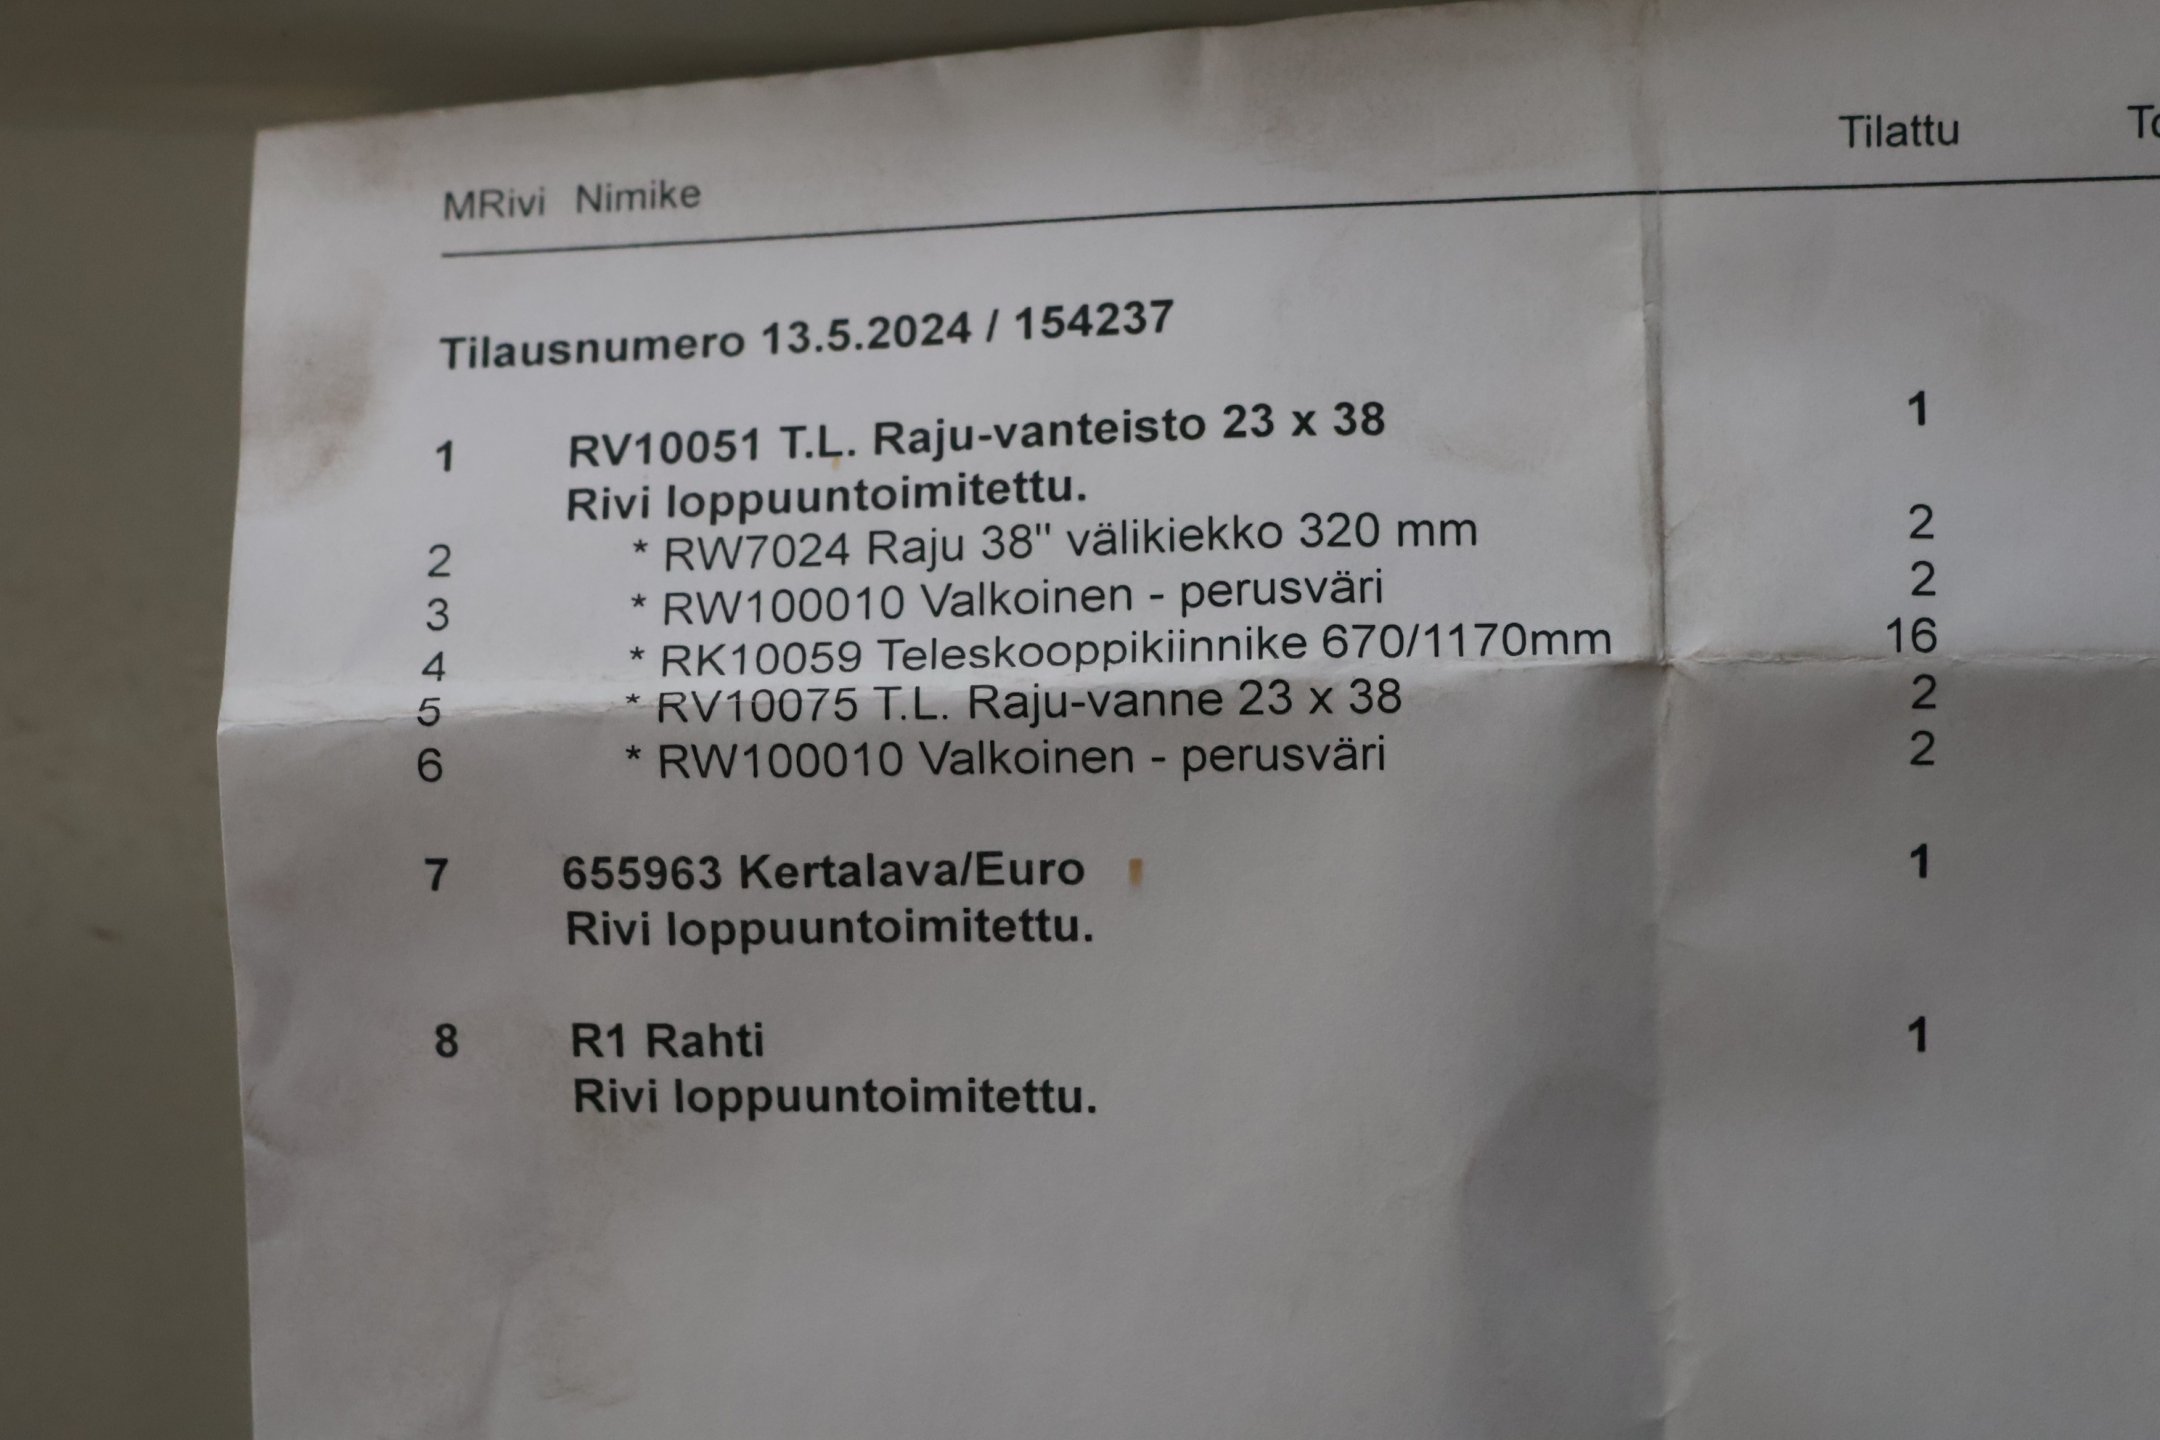 MRivi Nimike Tilattu
Tilausnumero 13.5.2024 / 154237
1 RV10051 T.L. Raju-vanteisto 23 x 38 1
Rivi loppuuntoimitettu.
2 * RW7024 Raju 38" välikiekko 320 mm 2
3 * RW100010 Valkoinen - perusväri 2
4 * RK10059 Teleskooppikiinnike 670/1170mm 16
5 * RV10075 T.L. Raju-vanne 23 x 38 2
6 * RW100010 Valkoinen - perusväri 2
7 655963 Kertalava/Euro 1
Rivi loppuuntoimitettu.
8 R1 Rahti 1
Rivi loppuuntoimitettu.